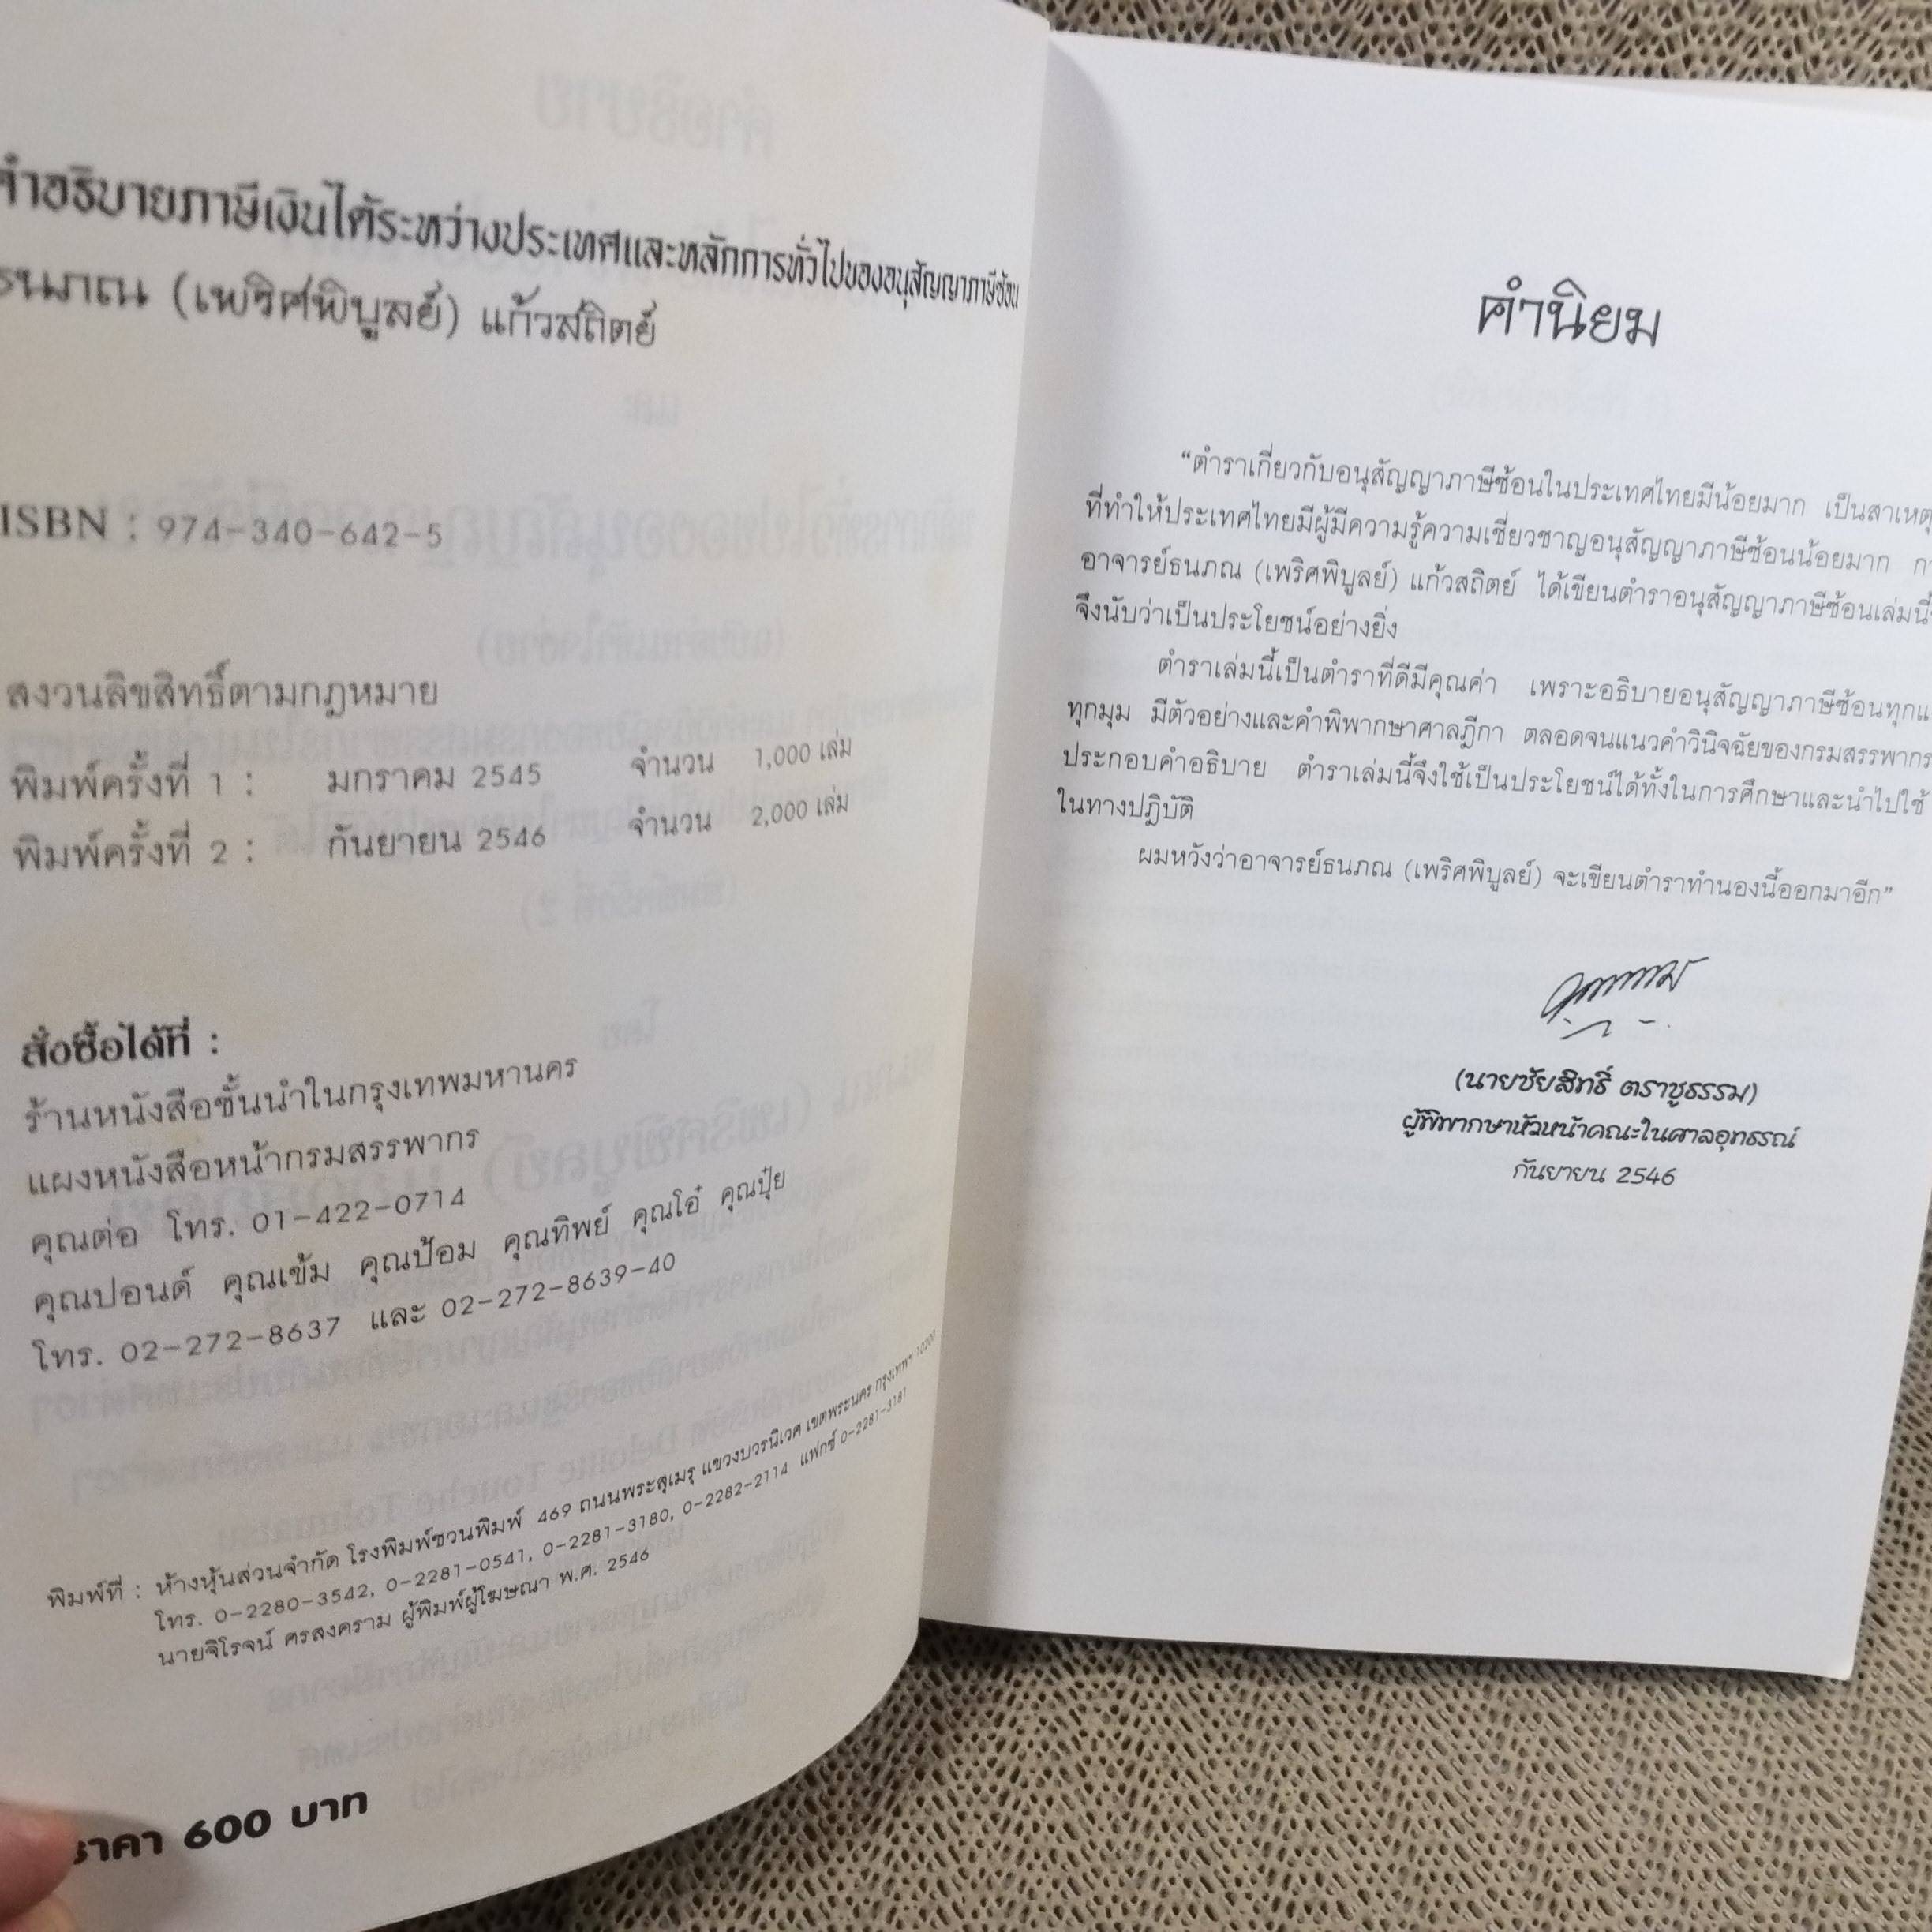 คำอธิบายภาษีเงินได้ระหว่างประเทศและหลักการทั่วไปของอนุสัญญาภาษีซ้อน
ธนภณ (เพริศพิบูลย์) แก้วสถิตย์
ISBN : 974-340-642-5
สงวนลิขสิทธิ์ตามกฎหมาย
พิมพ์ครั้งที่ 1 : มกราคม 2545 จำนวน 1,000 เล่ม
พิมพ์ครั้งที่ 2 : กันยายน 2546 จำนวน 2,000 เล่ม
สั่งซื้อได้ที่ :
ร้านหนังสือชั้นนำในกรุงเทพมหานคร
แผงหนังสือหน้ากรมสรรพากร
คุณต่อ โทร. 01-422-0714
คุณปอนด์ คุณเข้ม คุณป้อม คุณทิพย์ คุณโอ๋ คุณปุ๋ย
โทร. 02-272-8637 และ 02-272-8639-40
พิมพ์ที่ : ห้างหุ้นส่วนจำกัด โรงพิมพ์ชวนพิมพ์ 469 ถนนพระสุเมรุ แขวงบวรนิเวศ เขตพระนคร กรุงเทพฯ 10200
โทร. 0-2280-3542, 0-2281-0541, 0-2281-3180, 0-2282-2114 แฟกซ์ 0-2281-3181
นายจิโรจน์ ศรสงคราม ผู้พิมพ์ผู้โฆษณา พ.ศ. 2546
ราคา 600 บาท
คำนิยม
“ตำราเกี่ยวกับอนุสัญญาภาษีซ้อนในประเทศไทยมีน้อยมาก เป็นสาเหตุ
ที่ทำให้ประเทศไทยมีผู้มีความรู้ความเชี่ยวชาญอนุสัญญาภาษีซ้อนน้อยมาก
อาจารย์ธนภณ (เพริศพิบูลย์) แก้วสถิตย์ ได้เขียนตำราอนุสัญญาภาษีซ้อนเล่มนี้
จึงนับว่าเป็นประโยชน์อย่างยิ่ง
ตำราเล่มนี้เป็นตำราที่ดีมีคุณค่า เพราะอธิบายอนุสัญญาภาษีซ้อนทุกแ
ทุกมุม มีตัวอย่างและคำพิพากษาศาลฎีกา ตลอดจนแนวคำวินิจฉัยของกรมสรรพากร
ประกอบคำอธิบาย ตำราเล่มนี้จึงใช้เป็นประโยชน์ได้ทั้งในการศึกษาและนำไปใช้
ในทางปฏิบัติ
ผมหวังว่าอาจารย์ธนภณ (เพริศพิบูลย์) จะเขียนตำราทำนองนี้ออกมาอีก”
(นายชัยสิทธิ์ ตราชูธรรม)
ผู้พิพากษาหัวหน้าคณะในศาลอุทธรณ์
กันยายน 2546